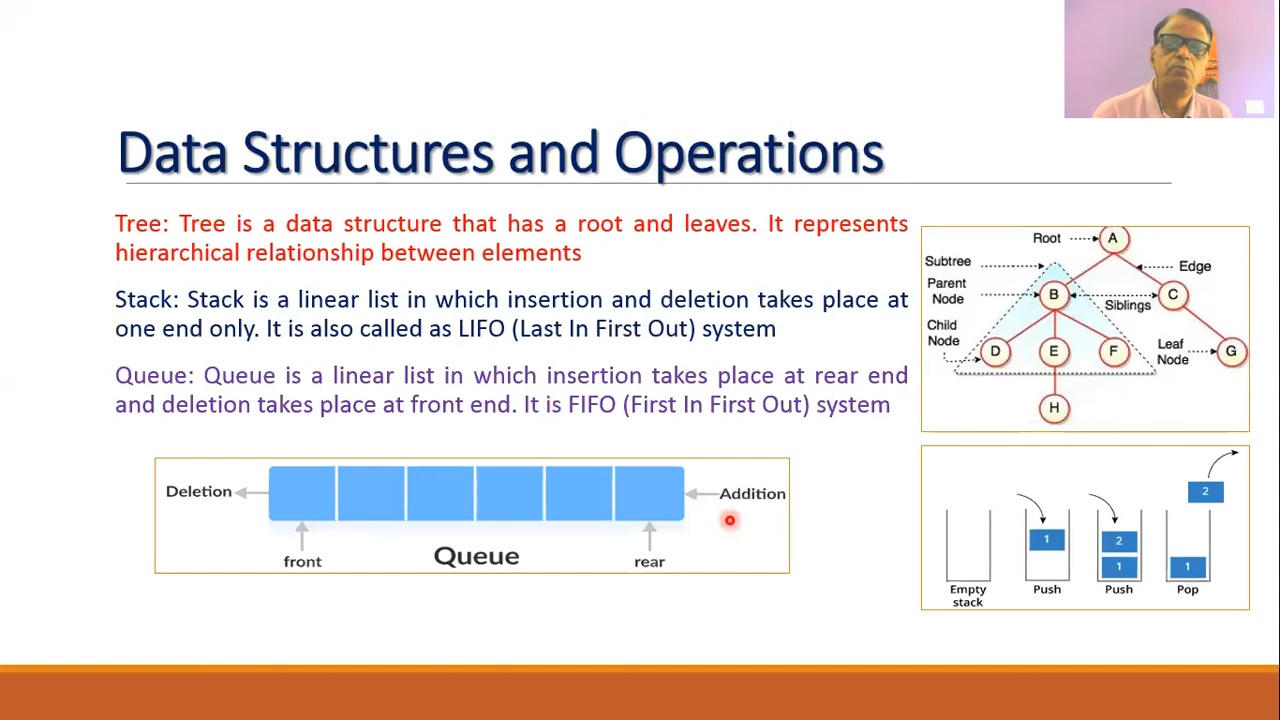 Data Structures and Operations
Tree: Tree is a data structure that has a root and leaves. It represents
hierarchical relationship between elements
Stack: Stack is a linear list in which insertion and deletion takes place at
one end only. It is also called as LIFO (Last In First Out) system
Queue: Queue is a linear list in which insertion takes place at rear end
and deletion takes place at front end. It is FIFO (First In First Out) system
Deletion
Addition
front
Queue
rear
Root
A
Subtree
Edge
Parent
Node
B
Siblings
C
Child
Node
D
E
F
Leaf
Node
G
H
2
1
2
1
1
Empty
stack
Push
Push
Pop